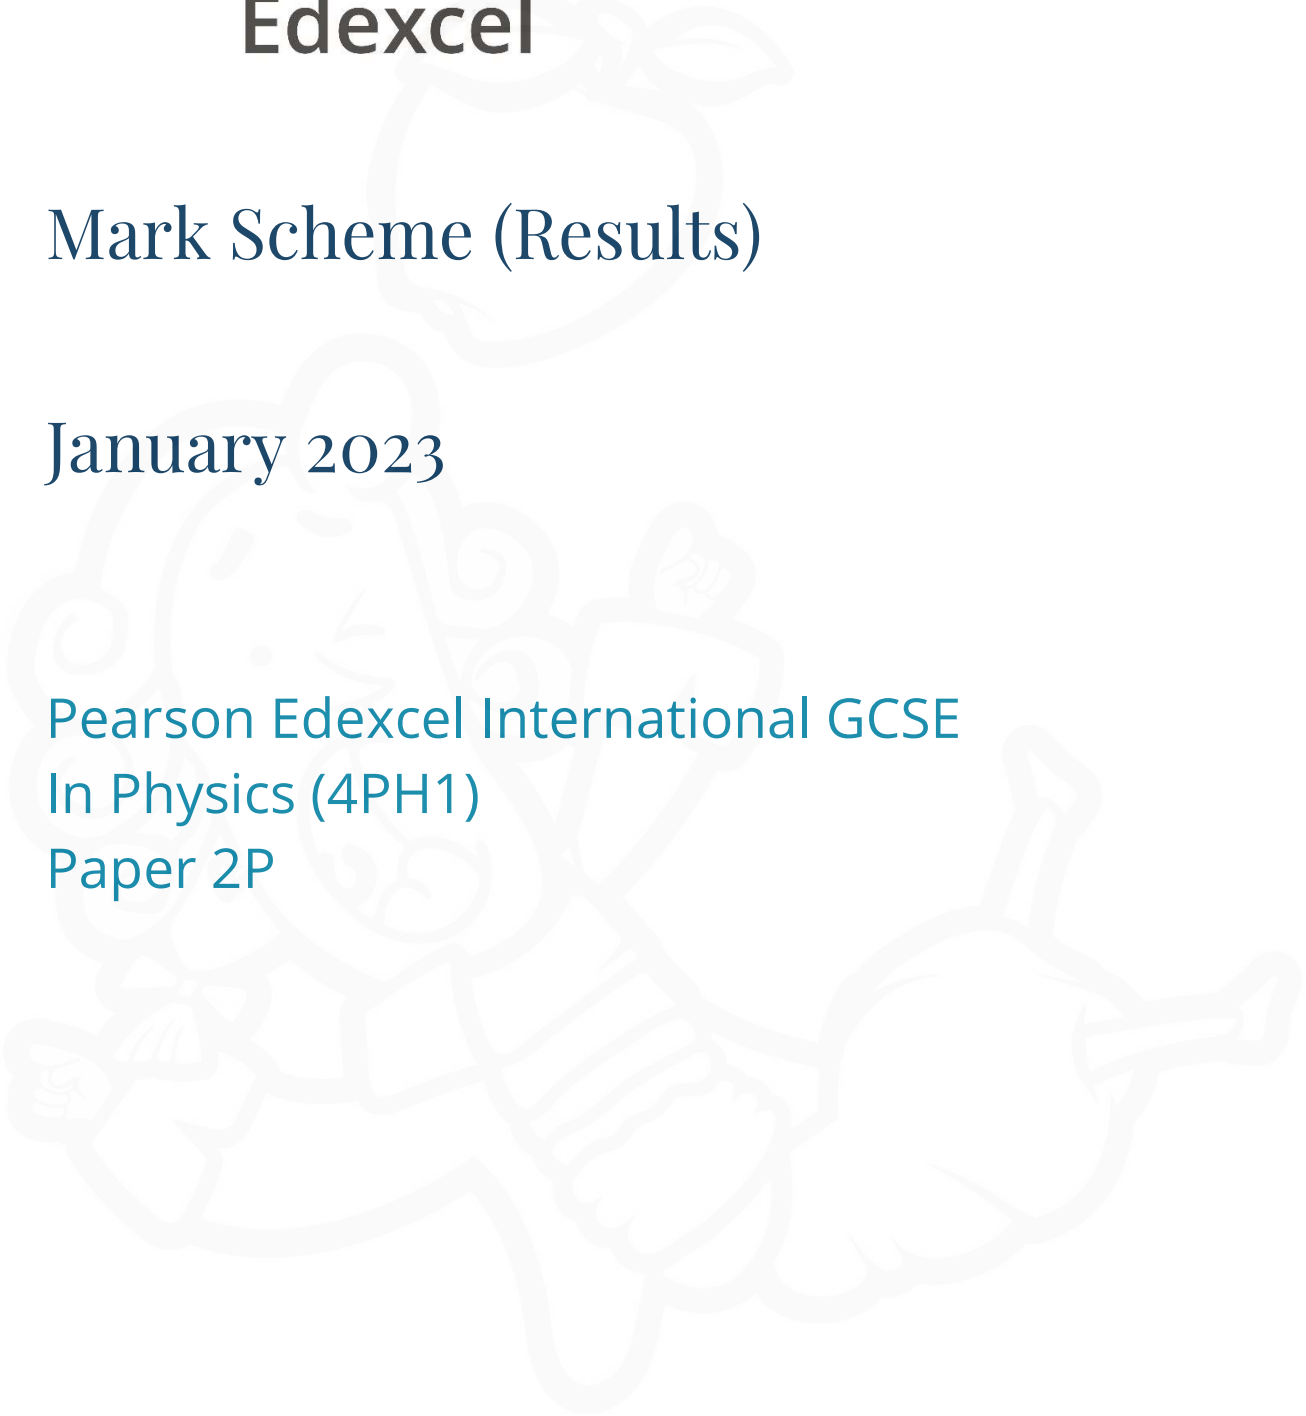 Edexcel
Mark Scheme (Results)
January 2023
Pearson Edexcel International GCSE
In Physics (4PH1)
Paper 2P